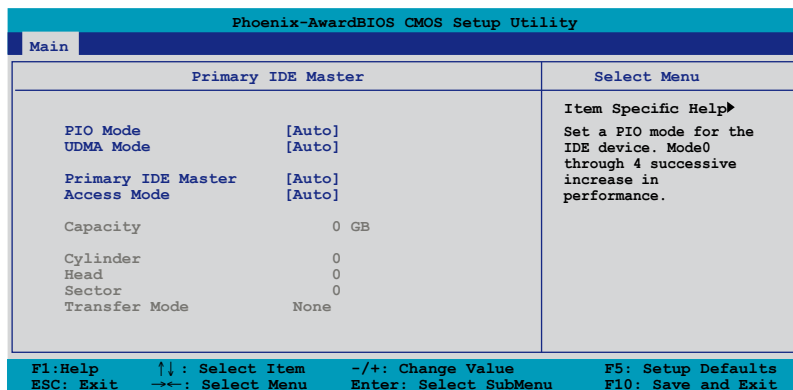 Phoenix-AwardBIOS CMOS Setup Utility
Main
Primary IDE Master
Select Menu
PIO Mode [Auto]
UDMA Mode [Auto]
Primary IDE Master [Auto]
Access Mode [Auto]
Capacity 0 GB
Cylinder 0
Head 0
Sector 0
Transfer Mode None
Item Specific Help▶
Set a PIO mode for the
IDE device. Mode0
through 4 successive
increase in
performance.
F1:Help ↑↓ : Select Item -/+: Change Value F5: Setup Defaults
ESC: Exit →←: Select Menu Enter: Select SubMenu F10: Save and Exit